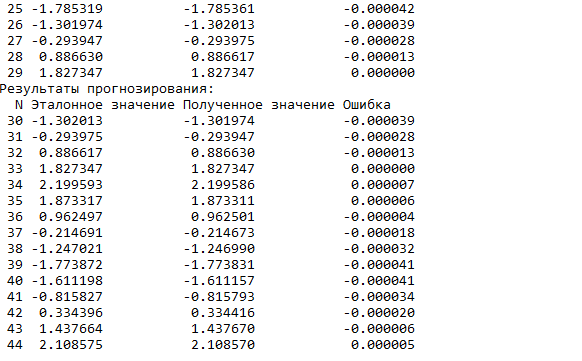 25 -1.785319 -1.785361 -0.000042
26 -1.301974 -1.302013 -0.000039
27 -0.293947 -0.293975 -0.000028
28 0.886630 0.886617 -0.000013
29 1.827347 1.827347 0.000000
Результаты прогнозирования:
N Эталонное значение Полученное значение Ошибка
30 -1.302013 -1.301974 -0.000039
31 -0.293975 -0.293947 -0.000028
32 0.886617 0.886630 -0.000013
33 1.827347 1.827347 0.000000
34 2.199593 2.199586 0.000007
35 1.873317 1.873311 0.000006
36 0.962497 0.962501 -0.000004
37 -0.214691 -0.214673 -0.000018
38 -1.247021 -1.246990 -0.000032
39 -1.773872 -1.773831 -0.000041
40 -1.611198 -1.611157 -0.000041
41 -0.815827 -0.815793 -0.000034
42 0.334396 0.334416 -0.000020
43 1.437664 1.437670 -0.000006
44 2.108575 2.108570 0.000005